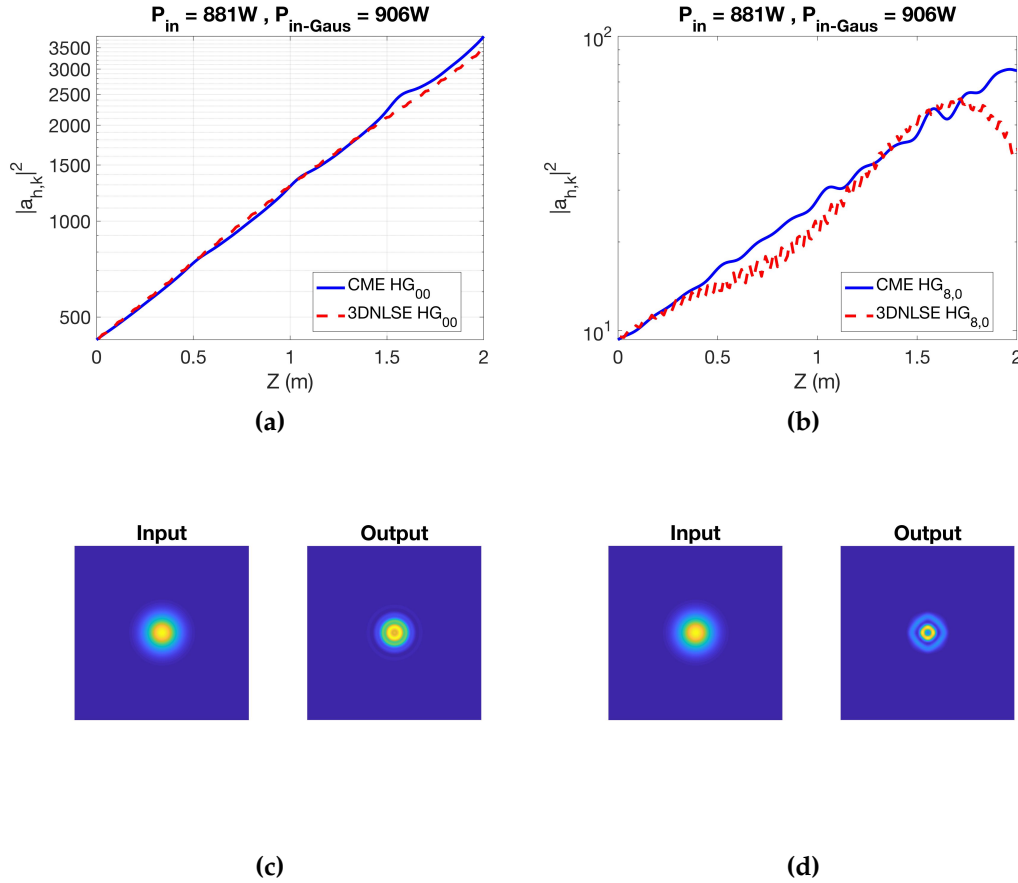 P_in = 881W , P_in-Gaus = 906W
|a_h,k|^2
3500
3000
2500
2000
1500
1000
500
CME HG_00
3DNLSE HG_00
0
0.5
1
1.5
2
Z (m)
(a)
P_in = 881W , P_in-Gaus = 906W
|a_h,k|^2
10^2
10^1
CME HG_8,0
3DNLSE HG_8,0
0
0.5
1
1.5
2
Z (m)
(b)
Input
Output
(c)
Input
Output
(d)